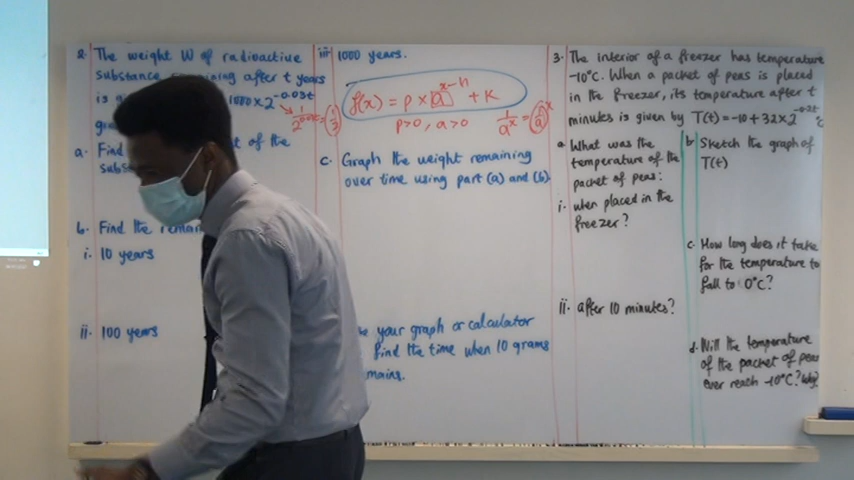 2. The weight W of radioactive
substance remaining after t years
is 1000 × 2^-0.03t
1/2^0.03t = (1/2)
a. Find t of the
subs
b. Find the remain
i. 10 years
ii. 100 years
iii. 1000 years.
f(x) = p × a^x-h + k
p>0, a>0
1/a^x = (1/a)^x
c. Graph the weight remaining
over time using part (a) and (b).
your graph or calculator
find the time when 10 grams
mains.
3. The interior of a freezer has temperature
-10°C. When a packet of peas is placed
in the freezer, its temperature after t
minutes is given by T(t) = -10 + 32 × 2^-0.2t °C
a. What was the
temperature of the
packet of peas:
i. when placed in the
freezer?
ii. after 10 minutes?
b. Sketch the graph of
T(t)
c. How long does it take
for the temperature to
fall to 0°C?
d. Will the temperature
of the packet of peas
ever reach -10°C? Why?